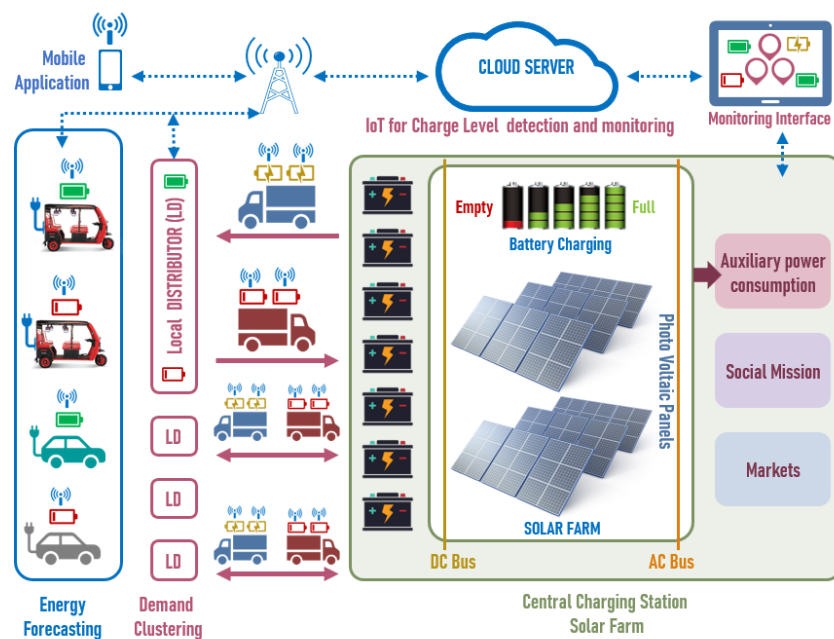 Mobile
Application
CLOUD SERVER
IoT for Charge Level detection and monitoring
Monitoring Interface
Local DISTRIBUTOR (LD)
Empty
Full
Battery Charging
Photo Voltaic Panels
Auxiliary power
consumption
Social Mission
Markets
LD
LD
LD
SOLAR FARM
DC Bus
AC Bus
Energy
Forecasting
Demand
Clustering
Central Charging Station
Solar Farm